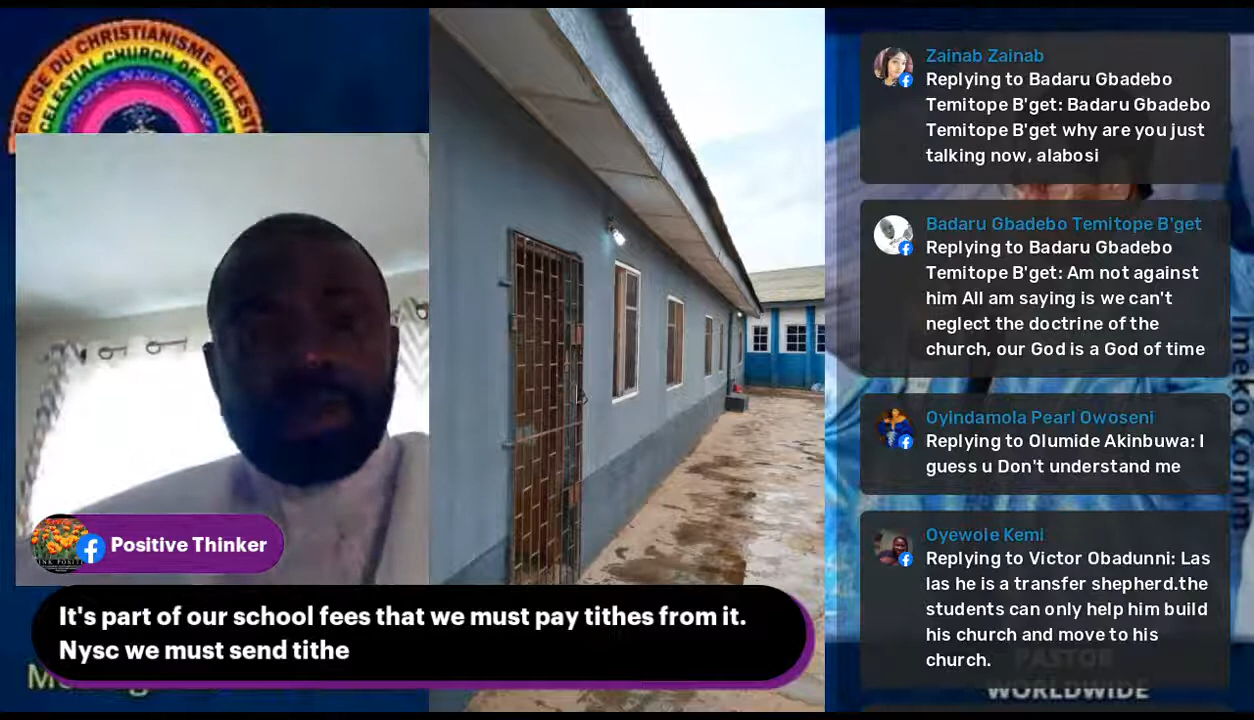 EGLISE DU CHRISTIANISME CELESTE
CELESTIAL CHURCH OF CHRIST
Positive Thinker
It's part of our school fees that we must pay tithes from it.
Nysc we must send tithe
Zainab Zainab
Replying to Badaru Gbadebo
Temitope B'get: Badaru Gbadebo
Temitope B'get why are you just
talking now, alabosi
Badaru Gbadebo Temitope B'get
Replying to Badaru Gbadebo
Temitope B'get: Am not against
him All am saying is we can't
neglect the doctrine of the
church, our God is a God of time
Oyindamola Pearl Owoseni
Replying to Olumide Akinbuwa: I
guess u Don't understand me
Oyewole Kemi
Replying to Victor Obadunni: Las
las he is a transfer shepherd.the
students can only help him build
his church and move to his
church.
PASTOR
WORLDWIDE
Imeko